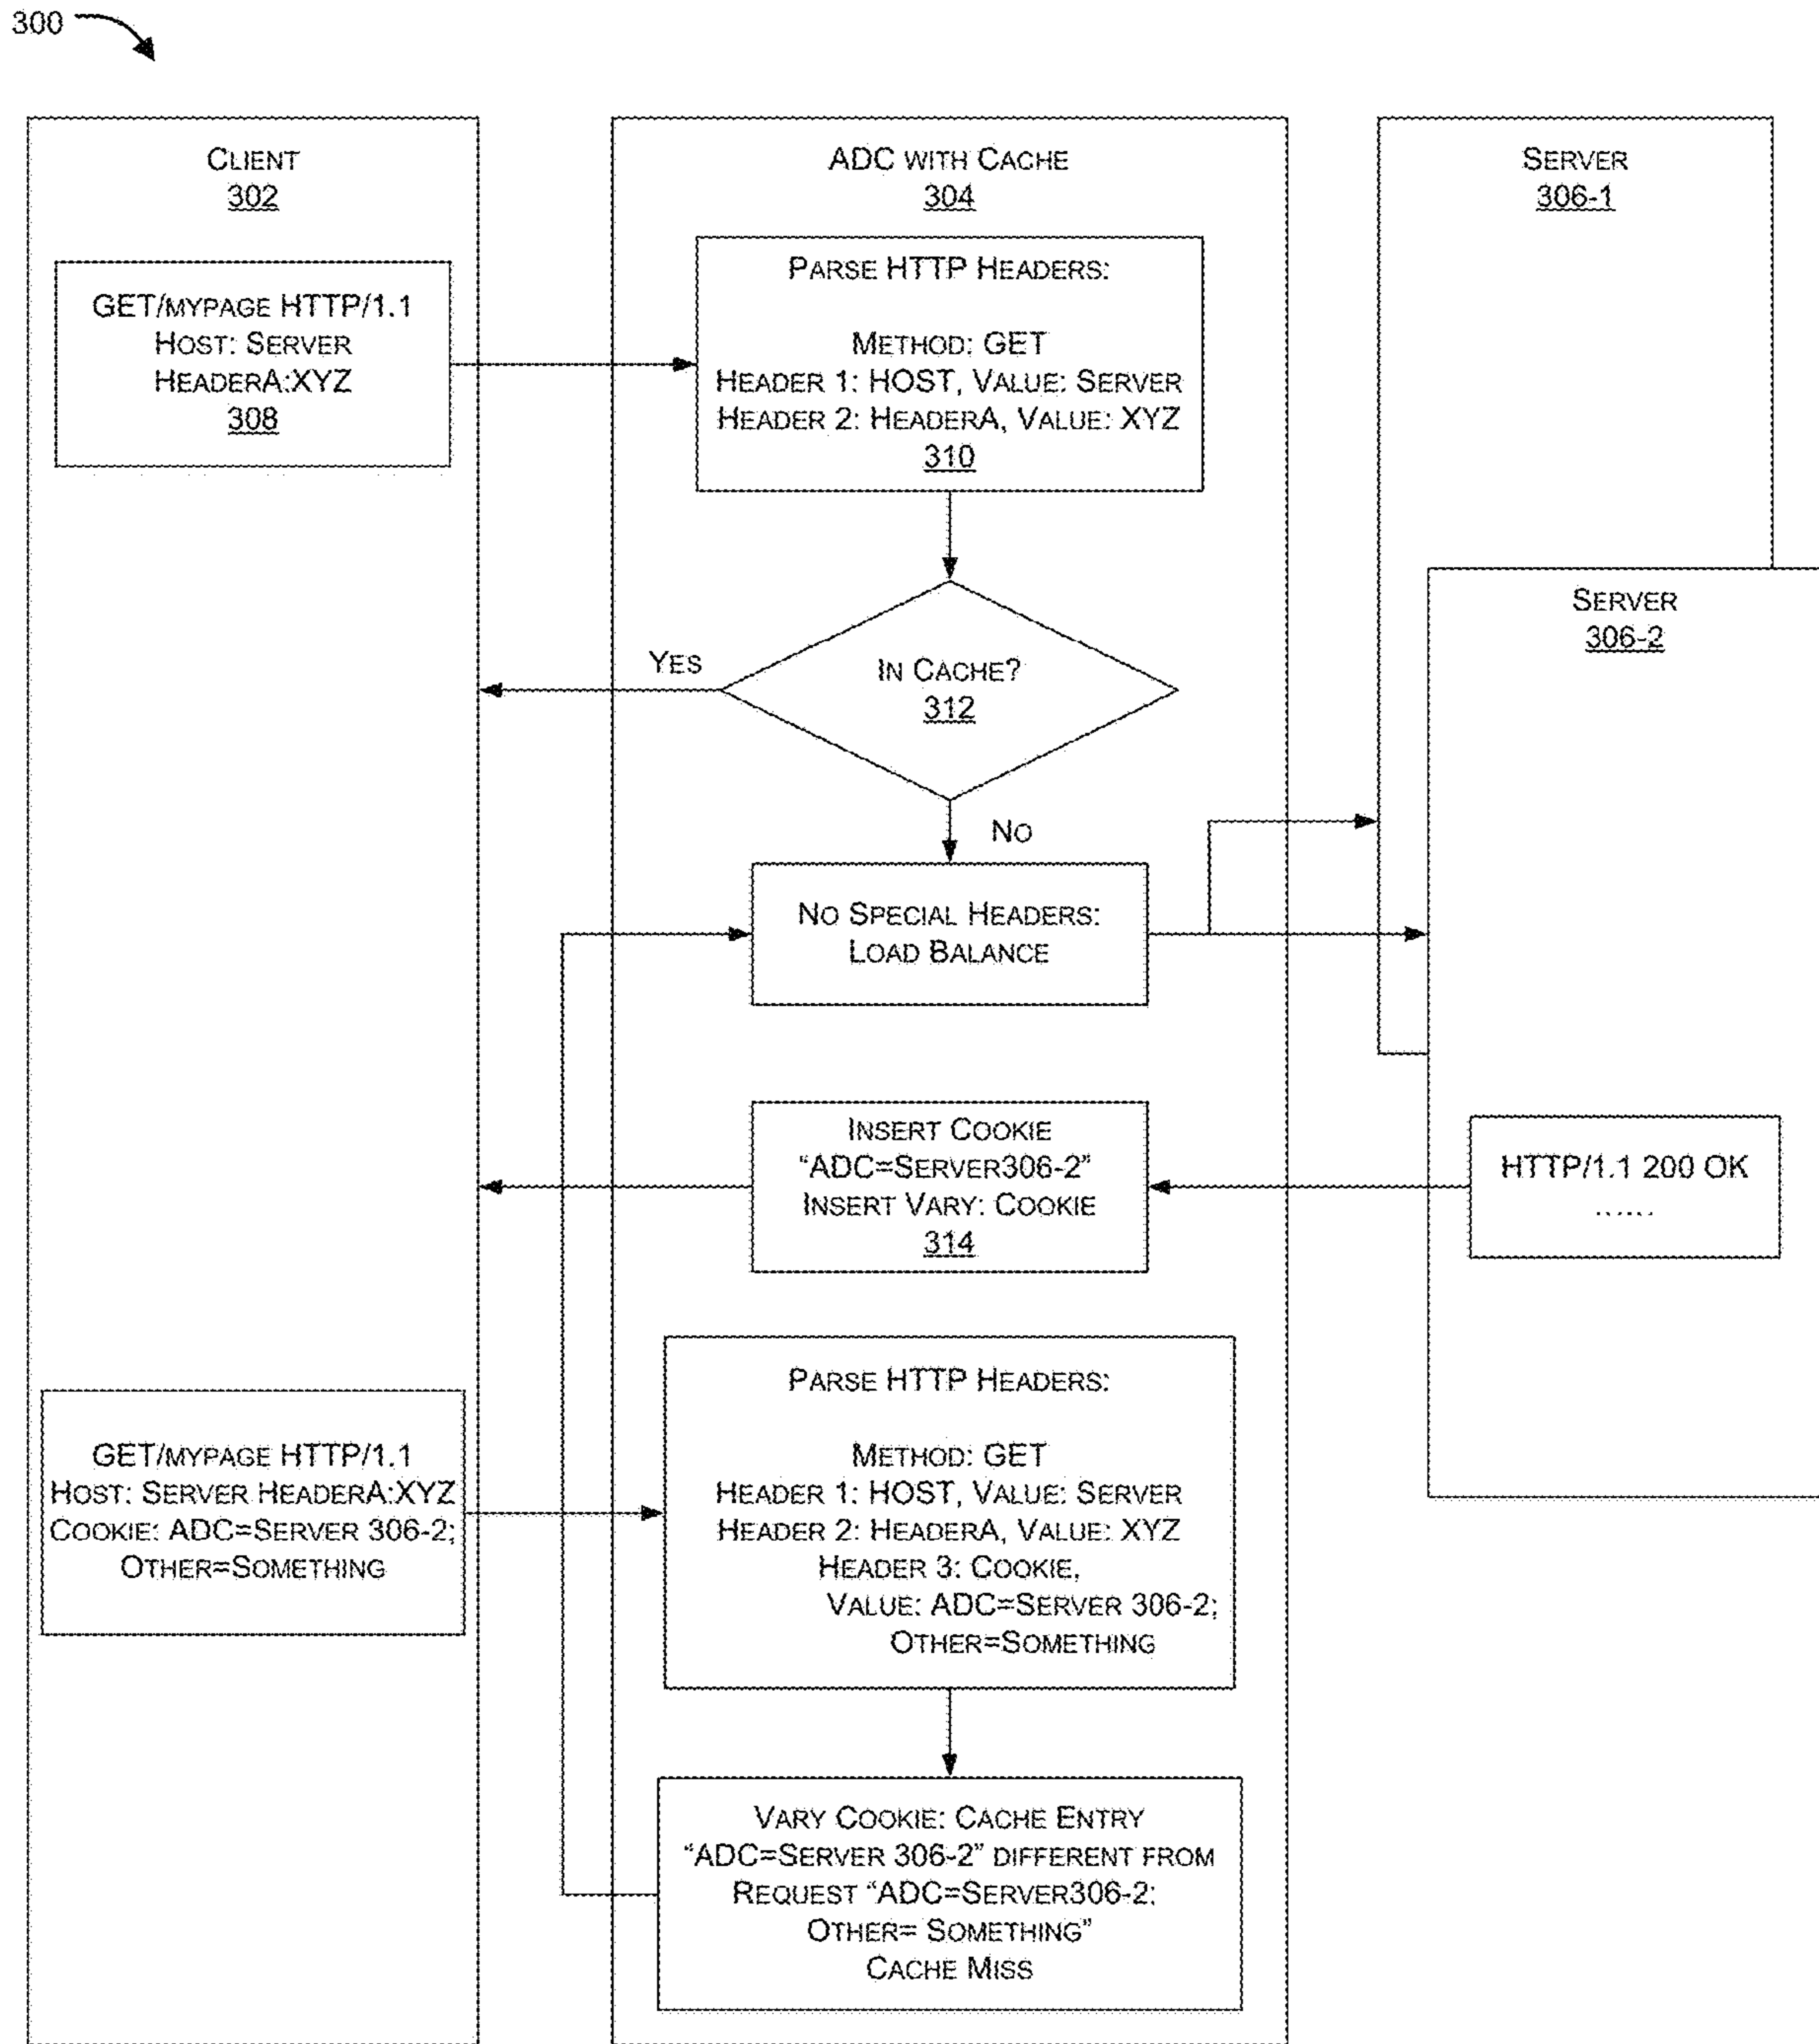 300
CLIENT
302
GET/MYPAGE HTTP/1.1
HOST: SERVER
HEADERA:XYZ
308
ADC WITH CACHE
304
PARSE HTTP HEADERS:
METHOD: GET
HEADER 1: HOST, VALUE: SERVER
HEADER 2: HEADERA, VALUE: XYZ
310
SERVER
306-1
SERVER
306-2
YES
IN CACHE?
312
NO
NO SPECIAL HEADERS:
LOAD BALANCE
INSERT COOKIE
"ADC=SERVER306-2"
INSERT VARY: COOKIE
314
HTTP/1.1 200 OK
......
GET/MYPAGE HTTP/1.1
HOST: SERVER HEADERA:XYZ
COOKIE: ADC=SERVER 306-2;
OTHER=SOMETHING
PARSE HTTP HEADERS:
METHOD: GET
HEADER 1: HOST, VALUE: SERVER
HEADER 2: HEADERA, VALUE: XYZ
HEADER 3: COOKIE,
VALUE: ADC=SERVER 306-2;
OTHER=SOMETHING
VARY COOKIE: CACHE ENTRY
"ADC=SERVER 306-2" DIFFERENT FROM
REQUEST "ADC=SERVER306-2;
OTHER= SOMETHING"
CACHE MISS